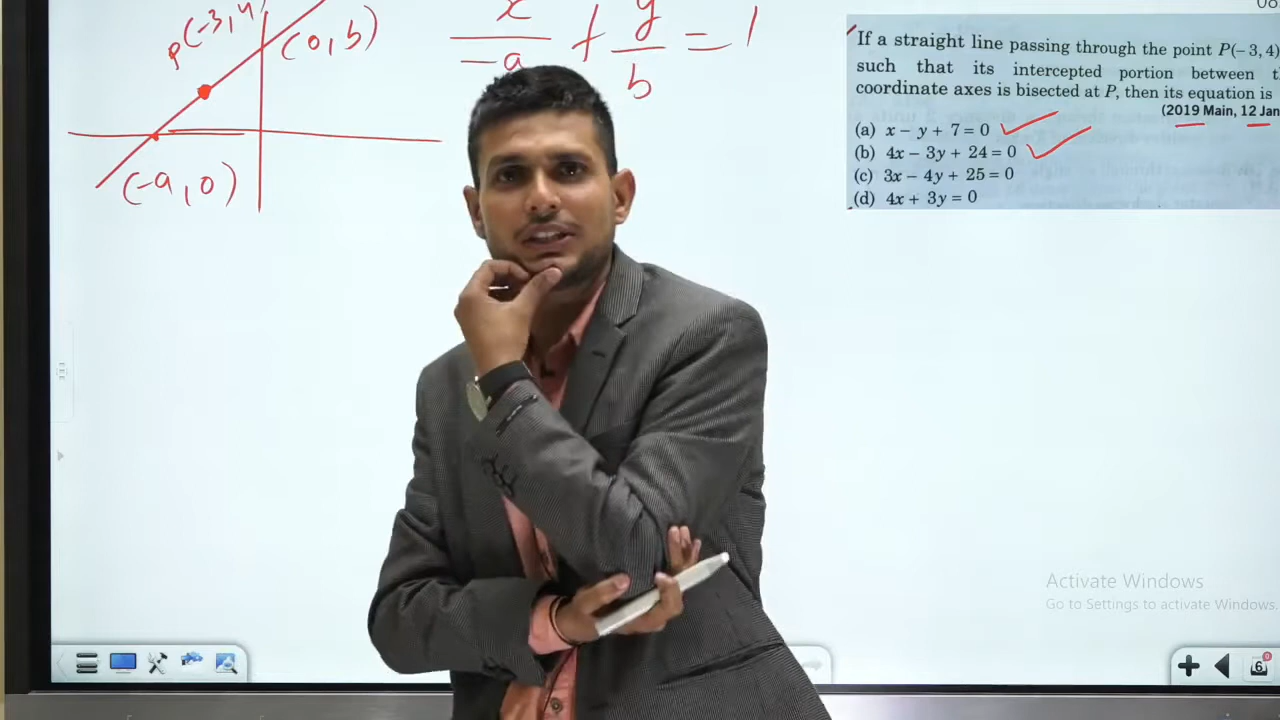 P(-3,4)
(0,b)
(-a,0)
x/-a + y/b = 1
08
If a straight line passing through the point P(– 3, 4)
such that its intercepted portion between
coordinate axes is bisected at P, then its equation is
(2019 Main, 12 Jan
(a) x – y + 7 = 0
(b) 4x – 3y + 24 = 0
(c) 3x – 4y + 25 = 0
(d) 4x + 3y = 0
Activate Windows
Go to Settings to activate Windows.
6